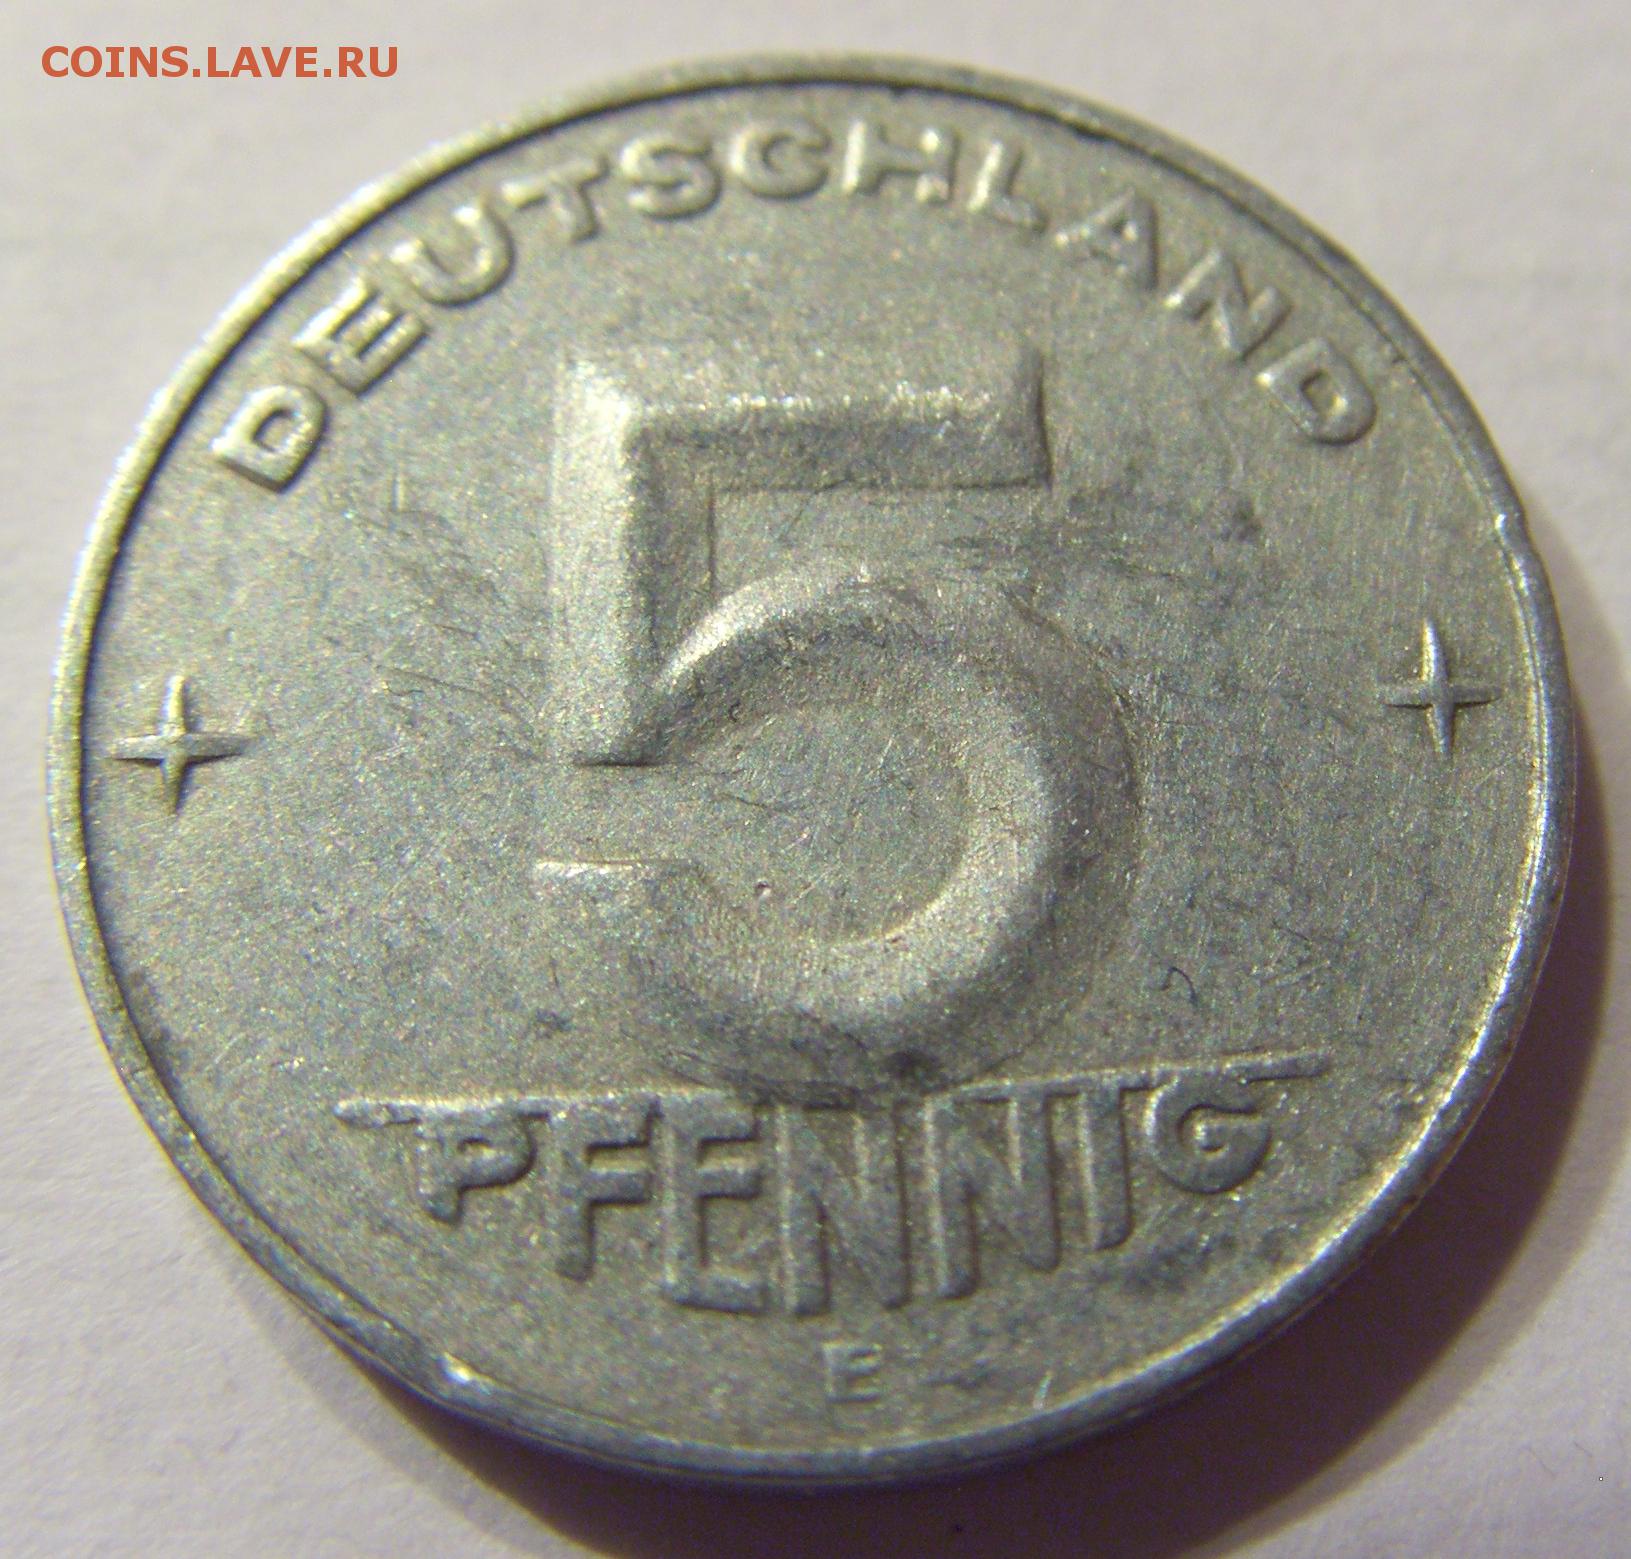 COINS.LAVE.RU
DEUTSCHLAND
5
PFENNIG
E